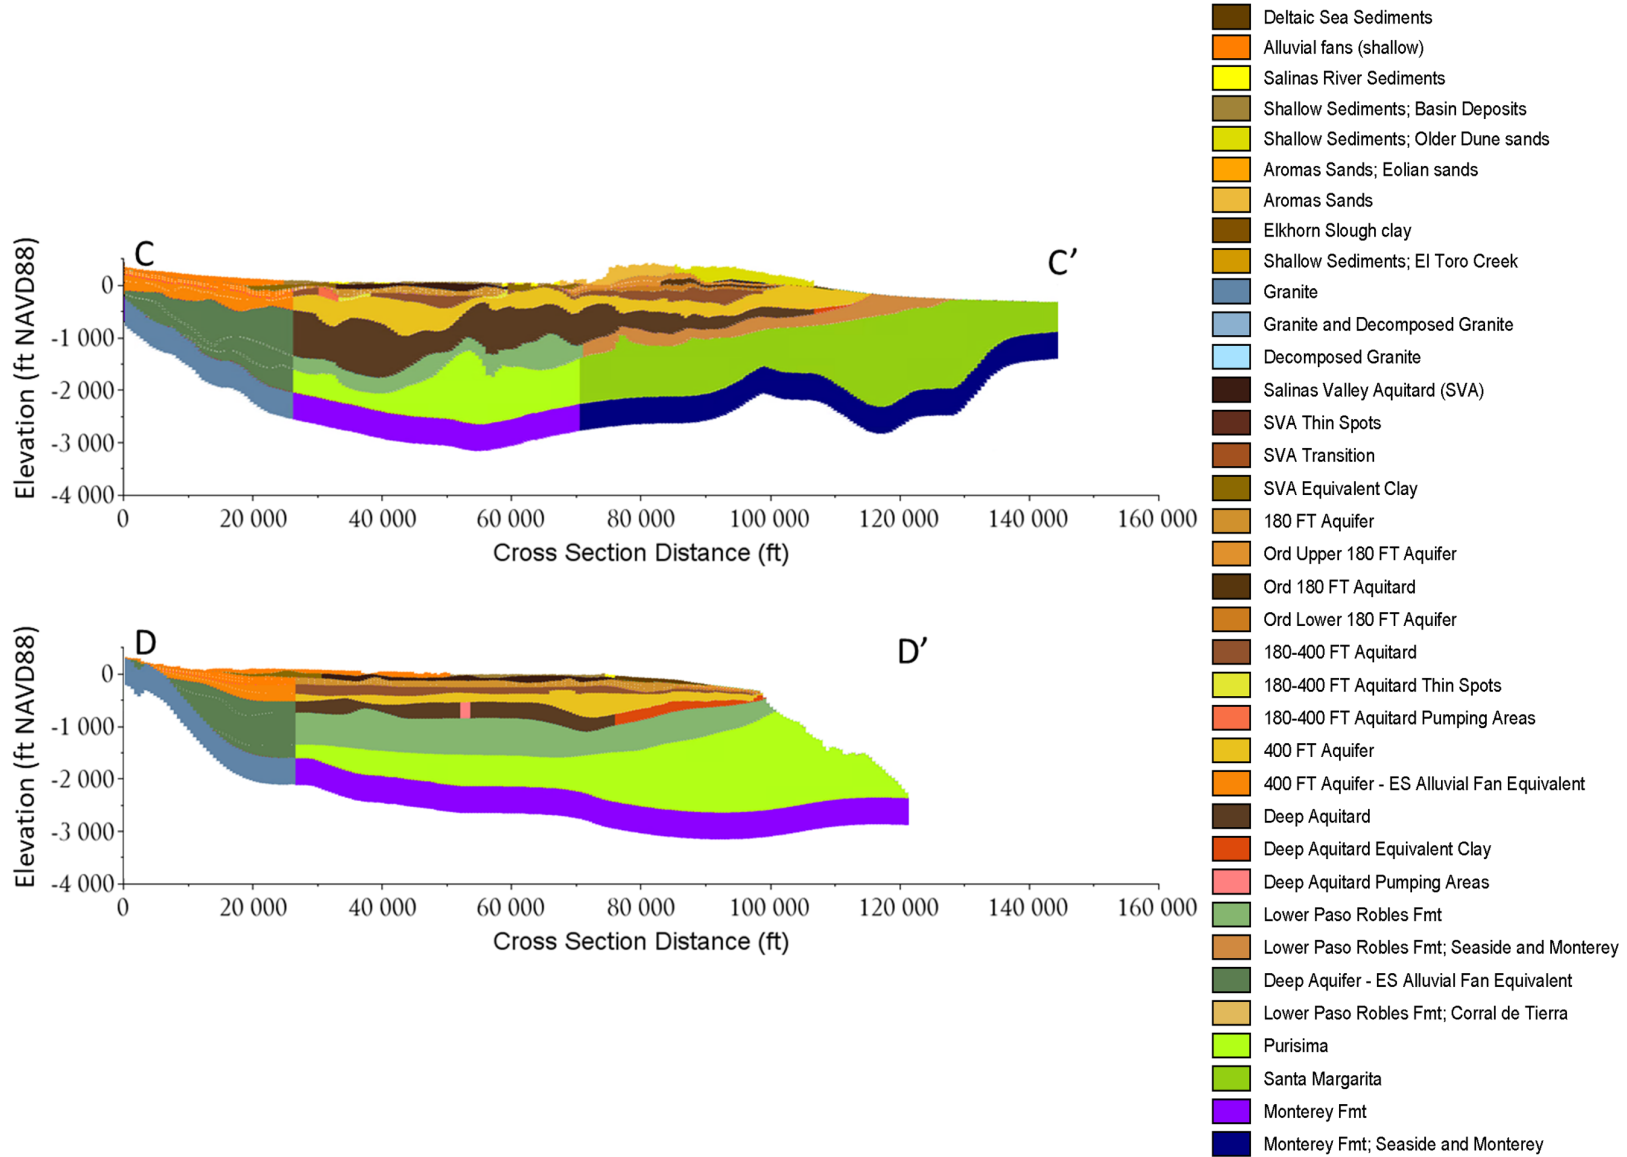 C
C’
Elevation (ft NAVD88)
0
-1 000
-2 000
-3 000
-4 000
0
20 000
40 000
60 000
80 000
100 000
120 000
140 000
160 000
Cross Section Distance (ft)
D
D’
Elevation (ft NAVD88)
0
-1 000
-2 000
-3 000
-4 000
0
20 000
40 000
60 000
80 000
100 000
120 000
140 000
160 000
Cross Section Distance (ft)
Deltaic Sea Sediments
Alluvial fans (shallow)
Salinas River Sediments
Shallow Sediments; Basin Deposits
Shallow Sediments; Older Dune sands
Aromas Sands; Eolian sands
Aromas Sands
Elkhorn Slough clay
Shallow Sediments; El Toro Creek
Granite
Granite and Decomposed Granite
Decomposed Granite
Salinas Valley Aquitard (SVA)
SVA Thin Spots
SVA Transition
SVA Equivalent Clay
180 FT Aquifer
Ord Upper 180 FT Aquifer
Ord 180 FT Aquitard
Ord Lower 180 FT Aquifer
180-400 FT Aquitard
180-400 FT Aquitard Thin Spots
180-400 FT Aquitard Pumping Areas
400 FT Aquifer
400 FT Aquifer - ES Alluvial Fan Equivalent
Deep Aquitard
Deep Aquitard Equivalent Clay
Deep Aquitard Pumping Areas
Lower Paso Robles Fmt
Lower Paso Robles Fmt; Seaside and Monterey
Deep Aquifer - ES Alluvial Fan Equivalent
Lower Paso Robles Fmt; Corral de Tierra
Purisima
Santa Margarita
Monterey Fmt
Monterey Fmt; Seaside and Monterey